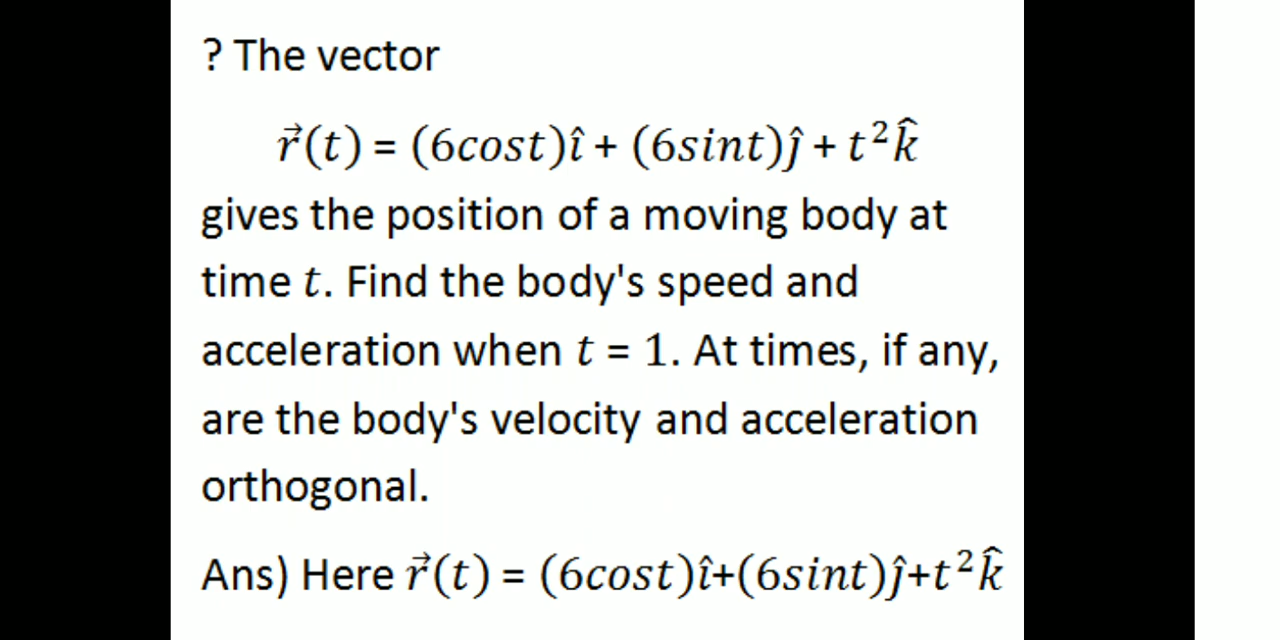 ? The vector
r⃗(t) = (6cost)î + (6sint)ĵ + t²k̂
gives the position of a moving body at
time t. Find the body's speed and
acceleration when t = 1. At times, if any,
are the body's velocity and acceleration
orthogonal.
Ans) Here r⃗(t) = (6cost)î+(6sint)ĵ+t²k̂